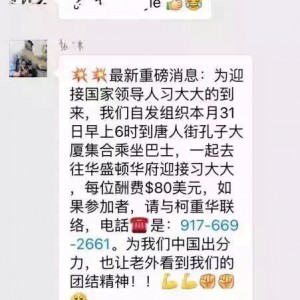 le👍😂
💥💥最新重磅消息：为迎
接国家领导人习大大的到
来，我们自发组织本月31
日早上6时到唐人街孔子大
厦集合乘坐巴士，一起去
往华盛顿华府迎接习大大，
每位酬费$80美元，如
果参加者，请与柯重华联
络，电話☎是: 917-669
-2661。为我们中国出分
力，也让老外看到我们的
团结精神！！💪💪✊✊